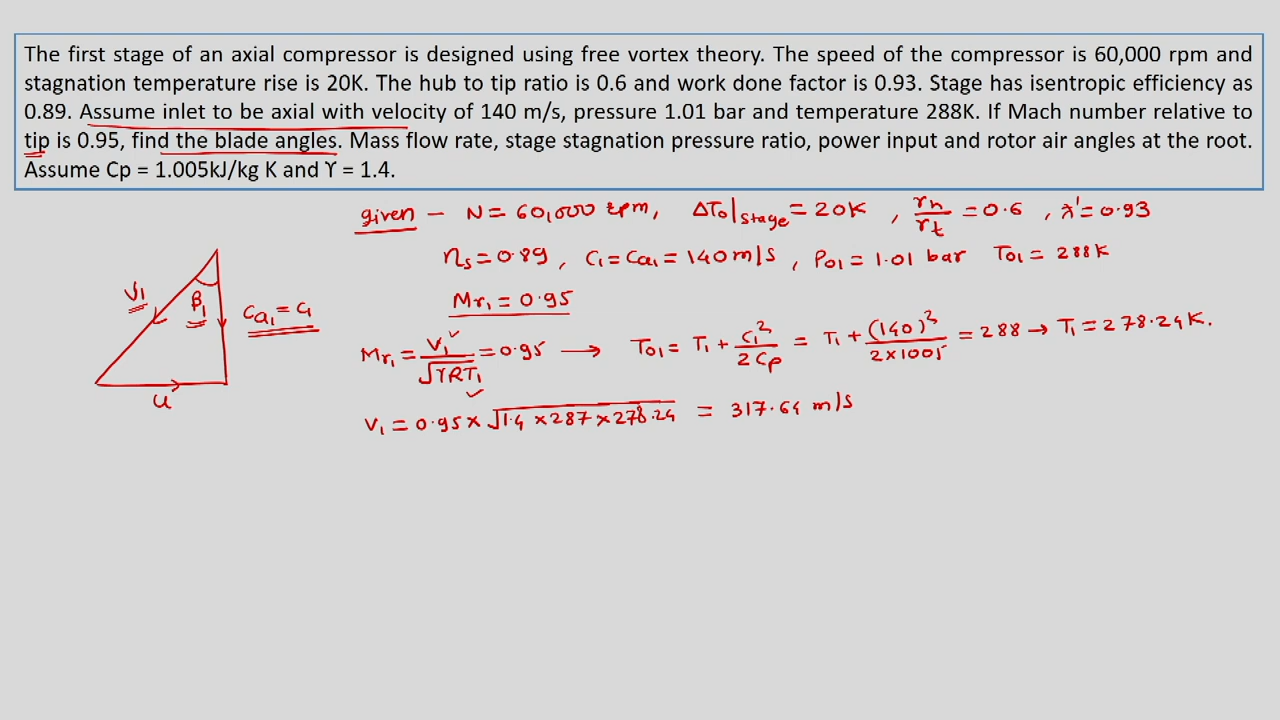 The first stage of an axial compressor is designed using free vortex theory. The speed of the compressor is 60,000 rpm and
stagnation temperature rise is 20K. The hub to tip ratio is 0.6 and work done factor is 0.93. Stage has isentropic efficiency as
0.89. Assume inlet to be axial with velocity of 140 m/s, pressure 1.01 bar and temperature 288K. If Mach number relative to
tip is 0.95, find the blade angles. Mass flow rate, stage stagnation pressure ratio, power input and rotor air angles at the root.
Assume Cp = 1.005kJ/kg K and ϒ = 1.4.
given - N = 60,000 rpm, ΔT₀|stage = 20K , rh/rt = 0.6 , λ' = 0.93
ηs = 0.89 , C₁ = Ca₁ = 140 m/s , P₀₁ = 1.01 bar T₀₁ = 288K
Mr₁ = 0.95
V₁ β₁ Ca₁ = C₁
u
Mr₁ = V₁/√γRT₁ = 0.95 → T₀₁ = T₁ + C₁²/2Cp = T₁ + (140)²/2×1005 = 288 → T₁ = 278.24K.
V₁ = 0.95 × √1.4 × 287 × 278.24 = 317.64 m/s